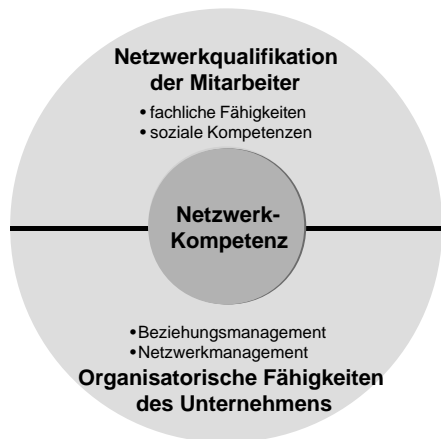 Netzwerkqualifikation
der Mitarbeiter
• fachliche Fähigkeiten
• soziale Kompetenzen
Netzwerk-
Kompetenz
•Beziehungsmanagement
•Netzwerkmanagement
Organisatorische Fähigkeiten
des Unternehmens